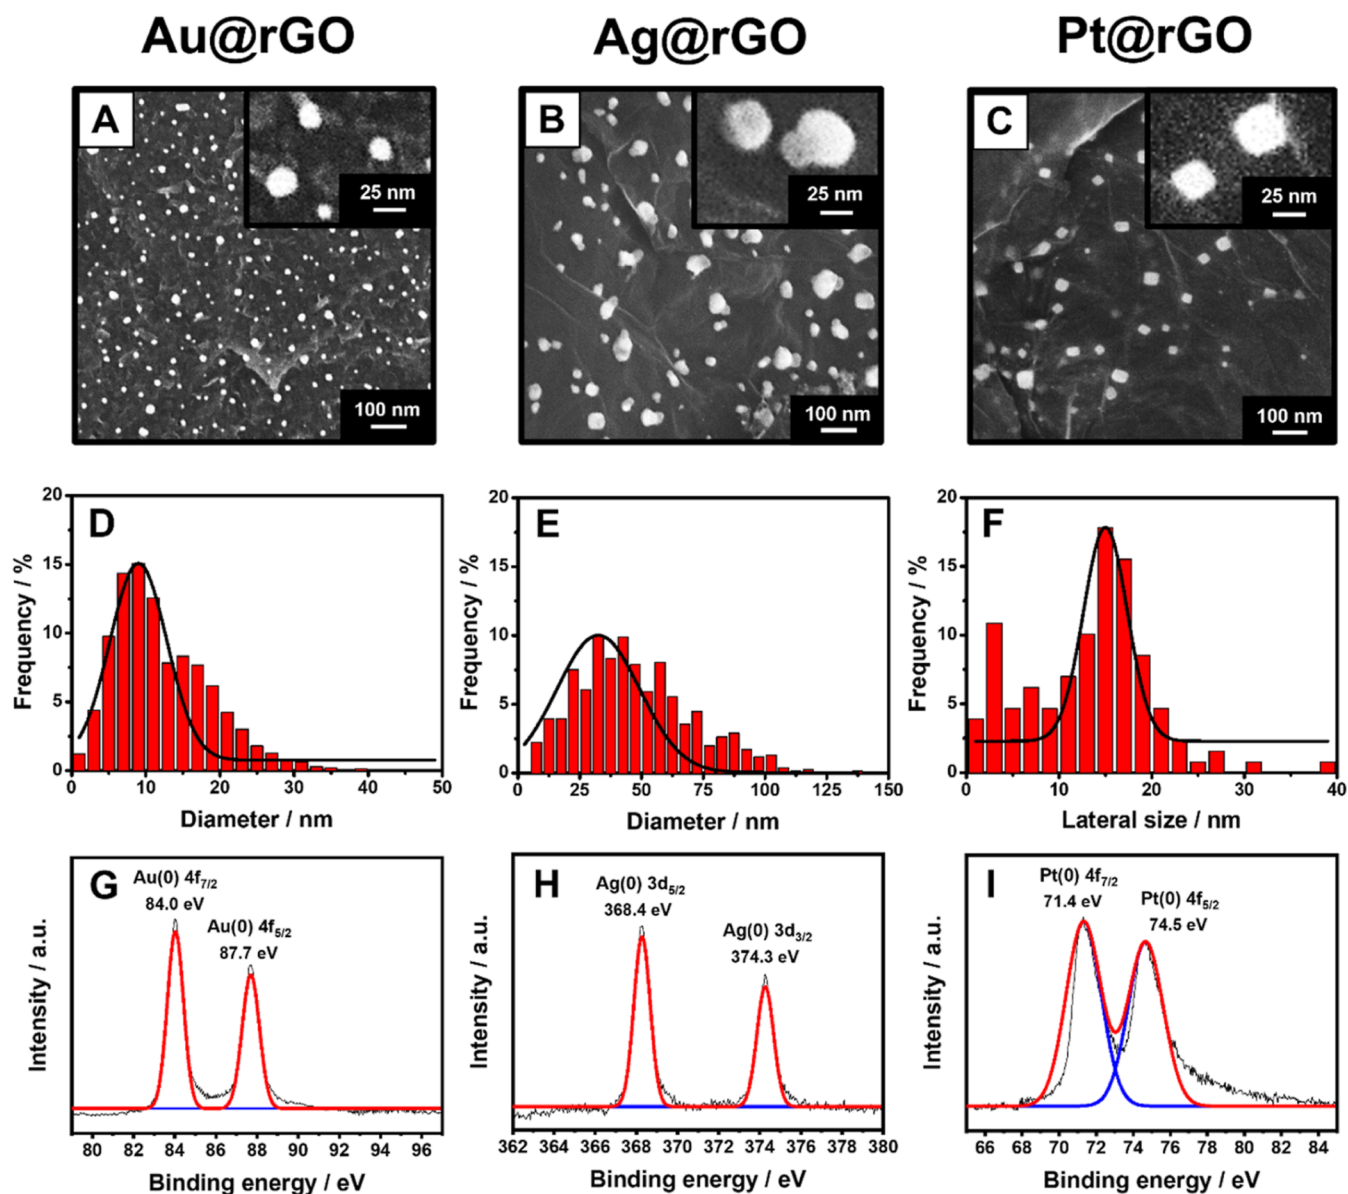 Au@rGO
Ag@rGO
Pt@rGO
A
25 nm
100 nm
B
25 nm
100 nm
C
25 nm
100 nm
D
Frequency / %
20
15
10
5
0
0 10 20 30 40 50
Diameter / nm
E
Frequency / %
20
15
10
5
0
0 25 50 75 100 125 150
Diameter / nm
F
Frequency / %
20
15
10
5
0
0 10 20 30 40
Lateral size / nm
G
Au(0) 4f7/2
84.0 eV
Au(0) 4f5/2
87.7 eV
Intensity / a.u.
80 82 84 86 88 90 92 94 96
Binding energy / eV
H
Ag(0) 3d5/2
368.4 eV
Ag(0) 3d3/2
374.3 eV
Intensity / a.u.
362 364 366 368 370 372 374 376 378 380
Binding energy / eV
I
Pt(0) 4f7/2
71.4 eV
Pt(0) 4f5/2
74.5 eV
Intensity / a.u.
66 68 70 72 74 76 78 80 82 84
Binding energy / eV